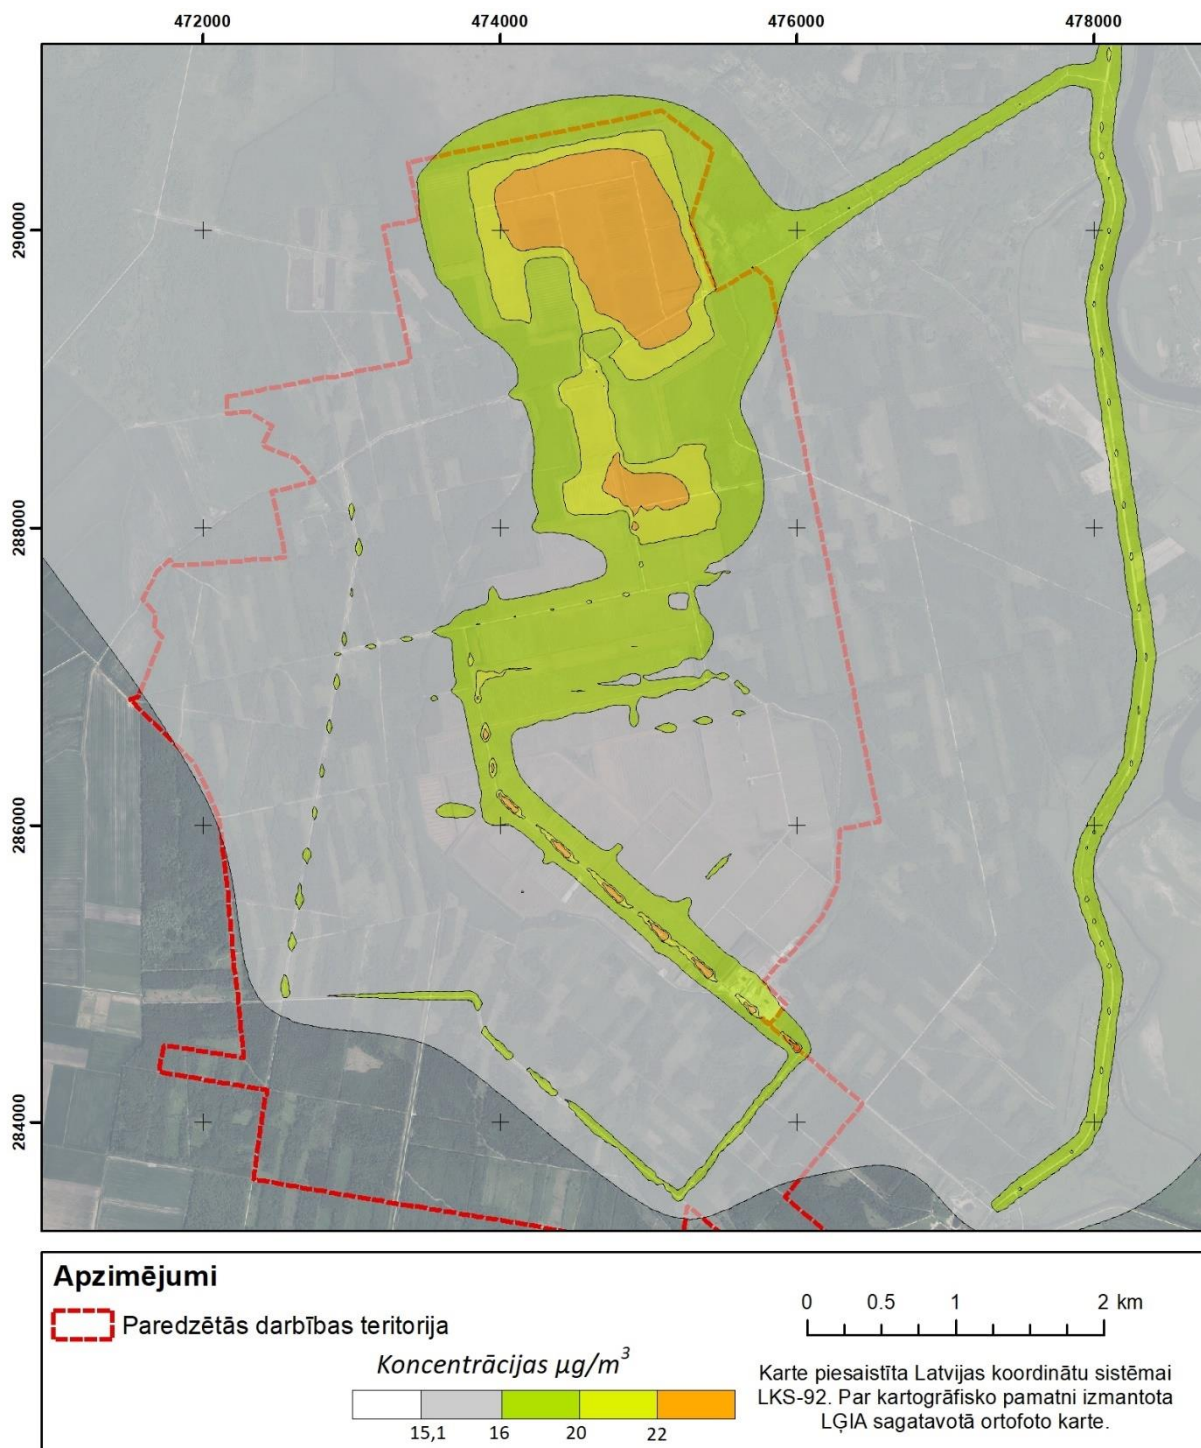 472000 474000 476000 478000
290000
288000
286000
284000
Apzīmējumi
Paredzētās darbības teritorija
Koncentrācijas µg/m³
15,1 16 20 22
0 0.5 1 2 km
Karte piesaistīta Latvijas koordinātu sistēmai
LKS-92. Par kartogrāfisko pamatni izmantota
LĢIA sagatavotā ortofoto karte.